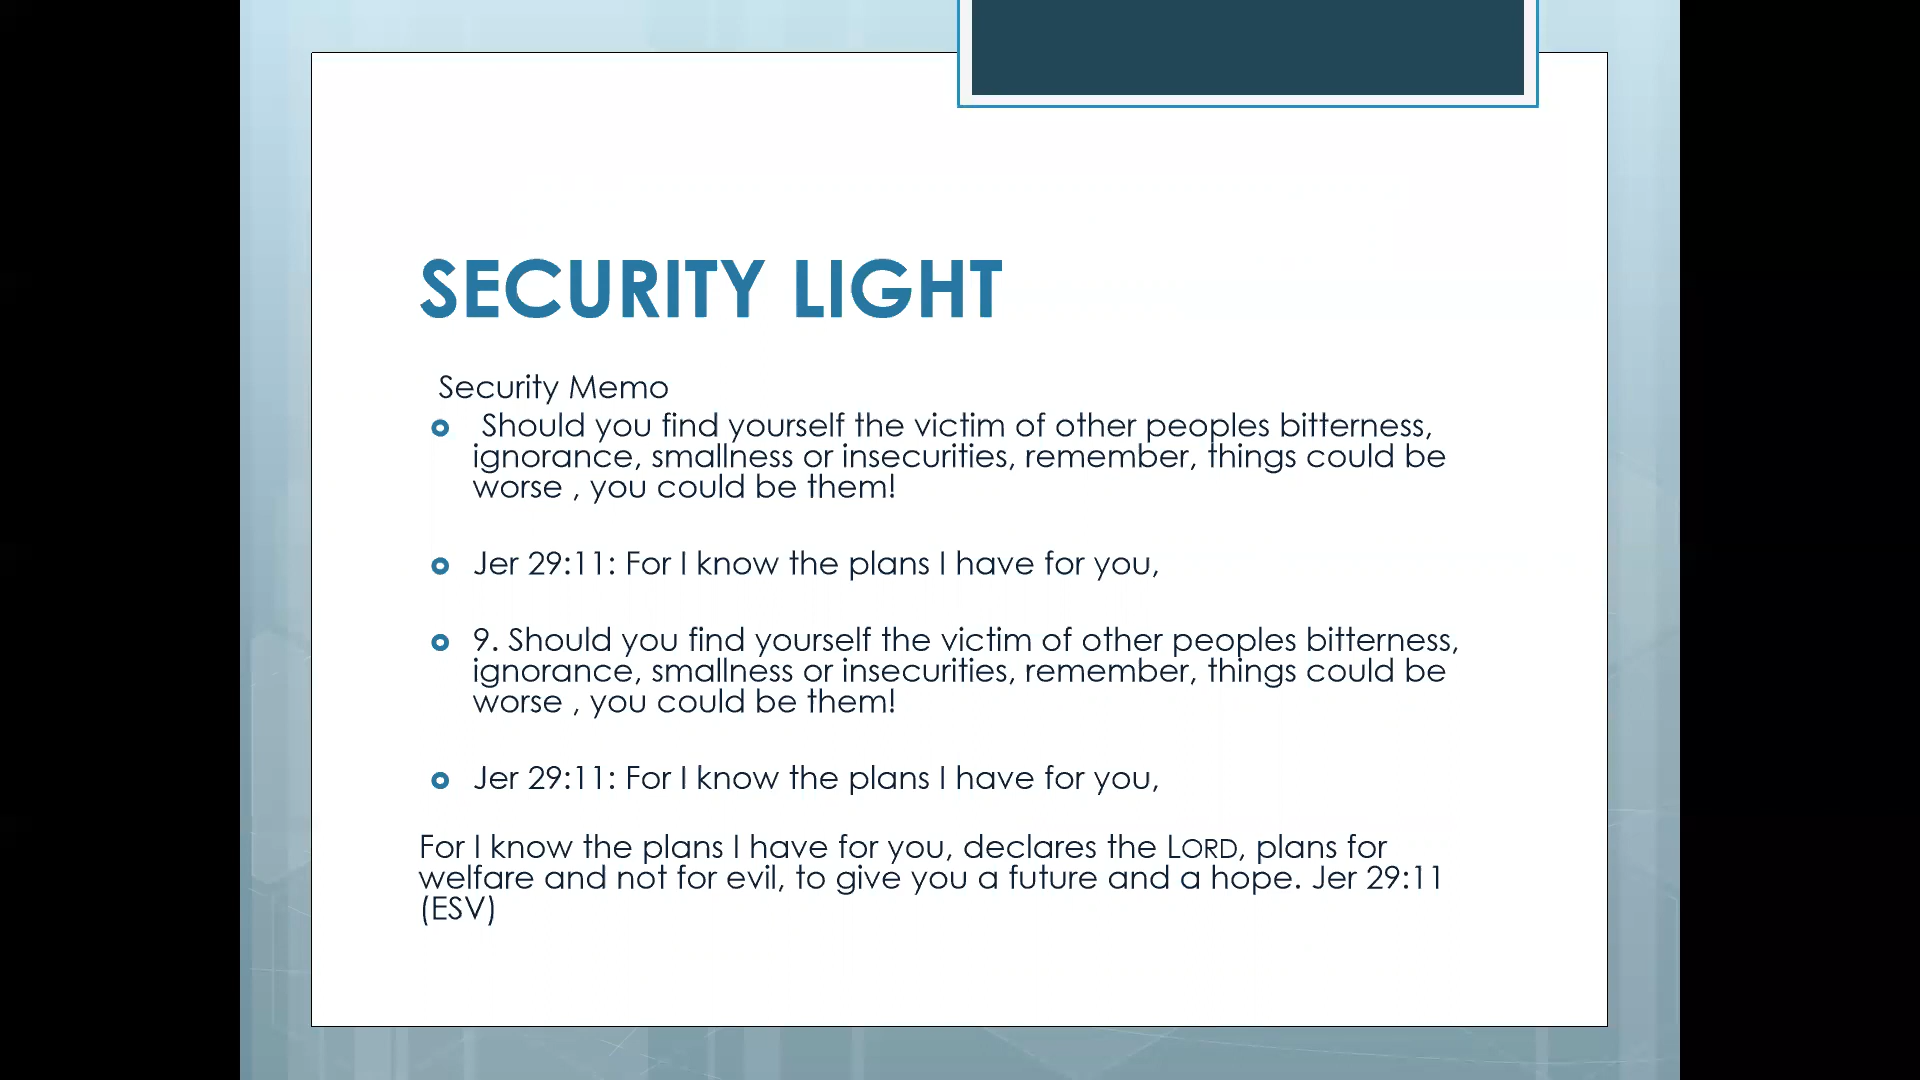 SECURITY LIGHT
Security Memo
Should you find yourself the victim of other peoples bitterness,
ignorance, smallness or insecurities, remember, things could be
worse , you could be them!
Jer 29:11: For I know the plans I have for you,
9. Should you find yourself the victim of other peoples bitterness,
ignorance, smallness or insecurities, remember, things could be
worse , you could be them!
Jer 29:11: For I know the plans I have for you,
For I know the plans I have for you, declares the LORD, plans for
welfare and not for evil, to give you a future and a hope. Jer 29:11
(ESV)